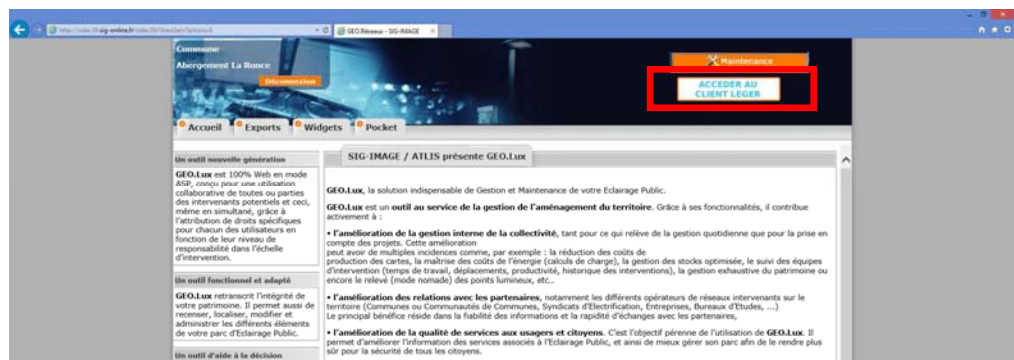 GEO.Réseaux - SIG-IMAGE
Commune
Abergement La Ronce
Déconnexion
Maintenance
ACCEDER AU
CLIENT LEGER
Accueil
Exports
Widgets
Pocket
Un outil nouvelle génération
GEO.Lux est 100% Web en mode
ASP, conçu pour une utilisation
collaborative de toutes ou parties
des intervenants potentiels et ceci,
même en simultané, grâce à
l'attribution de droits spécifiques
pour chacun des utilisateurs en
fonction de leur niveau de
responsabilité dans l'échelle
d'intervention.
Un outil fonctionnel et adapté
GEO.Lux retranscrit l'intégrité de
votre patrimoine. Il permet aussi de
recenser, localiser, modifier et
administrer les différents éléments
de votre parc d'Eclairage Public.
Un outil d'aide à la décision
SIG-IMAGE / ATLIS présente GEO.Lux
GEO.Lux, la solution indispensable de Gestion et Maintenance de votre Eclairage Public.
GEO.Lux est un outil au service de la gestion de l'aménagement du territoire. Grâce à ses fonctionnalités, il contribue
activement à :
• l'amélioration de la gestion interne de la collectivité, tant pour ce qui relève de la gestion quotidienne que pour la prise en
compte des projets. Cette amélioration
peut avoir de multiples incidences comme, par exemple : la réduction des coûts de
production des cartes, la maîtrise des coûts de l'énergie (calculs de charge), la gestion des stocks optimisée, le suivi des équipes
d'intervention (temps de travail, déplacements, productivité, historique des interventions), la gestion exhaustive du patrimoine ou
encore le relevé (mode nomade) des points lumineux, etc..
• l'amélioration des relations avec les partenaires, notamment les différents opérateurs de réseaux intervenants sur le
territoire (Communes ou Communautés de Communes, Syndicats d'Electrification, Entreprises, Bureaux d'Etudes, ...)
Le principal bénéfice réside dans la fiabilité des informations et la rapidité d'échanges avec les partenaires,
• l'amélioration de la qualité de services aux usagers et citoyens. C'est l'objectif pérenne de l'utilisation de GEO.Lux. Il
permet d'améliorer l'information des services associés à l'Eclairage Public, et ainsi de mieux gérer son parc afin de le rendre plus
sûr pour la sécurité de tous les citoyens.